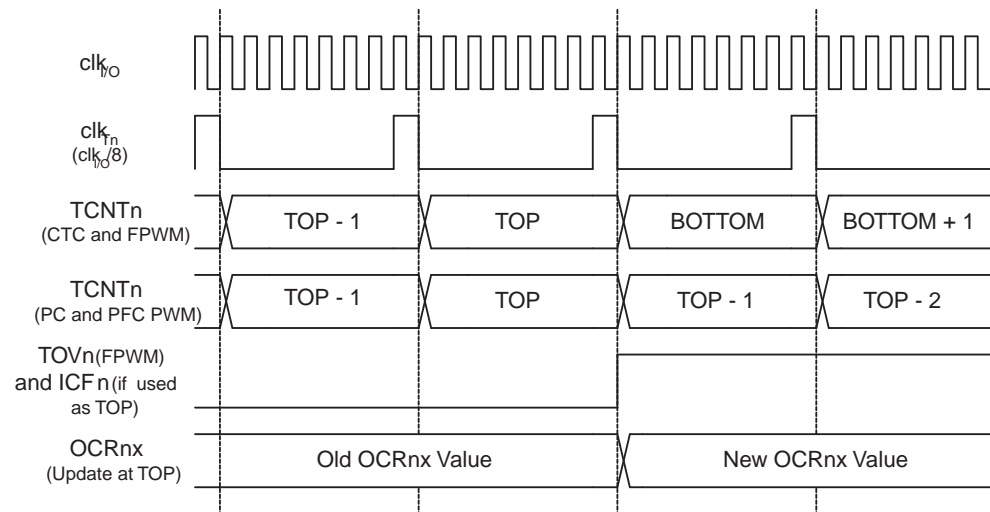 clkI/O
clkTn
(clkI/O/8)
TCNTn
(CTC and FPWM)
TOP - 1
TOP
BOTTOM
BOTTOM + 1
TCNTn
(PC and PFC PWM)
TOP - 1
TOP
TOP - 1
TOP - 2
TOVn (FPWM)
and ICFn (if used
as TOP)
OCRnx
(Update at TOP)
Old OCRnx Value
New OCRnx Value